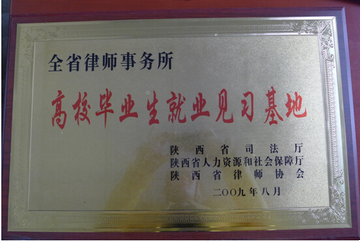 全省律师事务所
高校毕业生就业见习基地
陕西省司法厅
陕西省人力资源和社会保障厅
陕西省律师协会
二〇〇九年八月